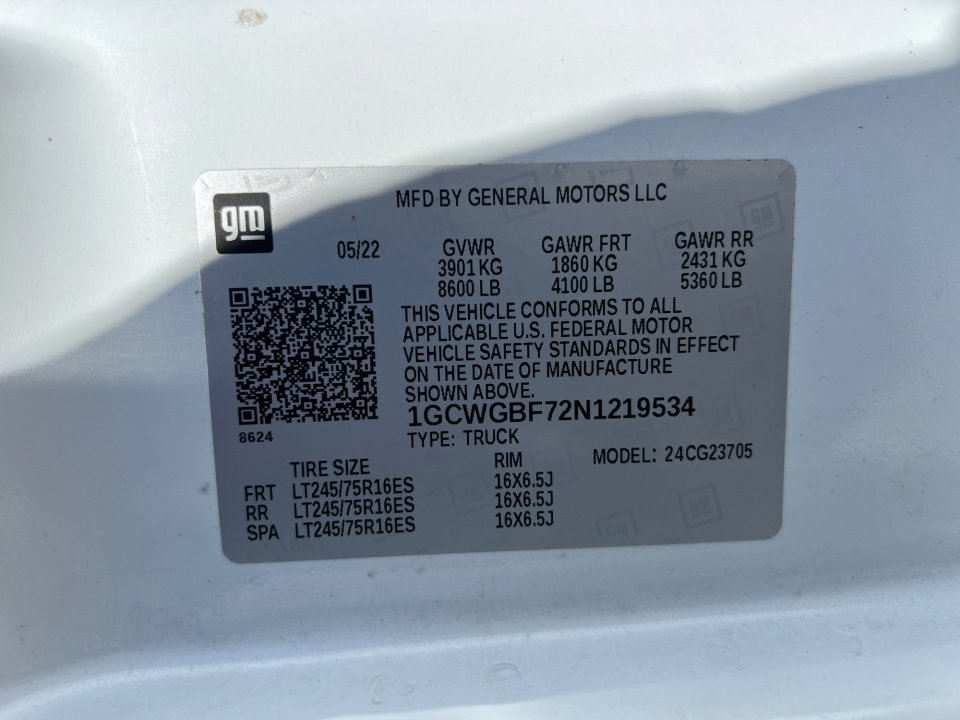 gm
MFD BY GENERAL MOTORS LLC
05/22 GVWR GAWR FRT GAWR RR
3901 KG 1860 KG 2431 KG
8600 LB 4100 LB 5360 LB
THIS VEHICLE CONFORMS TO ALL
APPLICABLE U.S. FEDERAL MOTOR
VEHICLE SAFETY STANDARDS IN EFFECT
ON THE DATE OF MANUFACTURE
SHOWN ABOVE.
1GCWGBF72N1219534
8624
TYPE: TRUCK
TIRE SIZE RIM MODEL: 24CG23705
FRT LT245/75R16ES 16X6.5J
RR LT245/75R16ES 16X6.5J
SPA LT245/75R16ES 16X6.5J